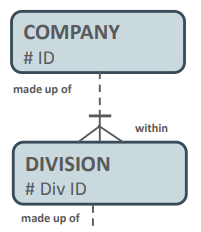 COMPANY
# ID
made up of
within
DIVISION
# Div ID
made up of